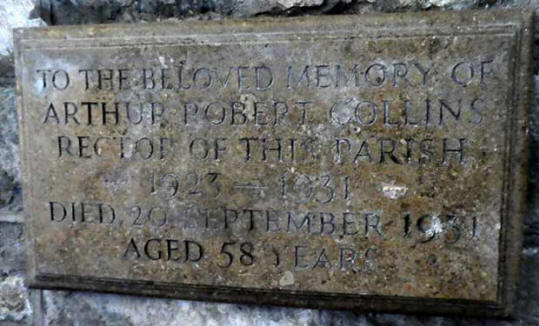 TO THE BELOVED MEMORY OF
ARTHUR ROBERT COLLINS
RECTOR OF THIS PARISH
1923 — 1931
DIED 20 SEPTEMBER 1931
AGED 58 YEARS